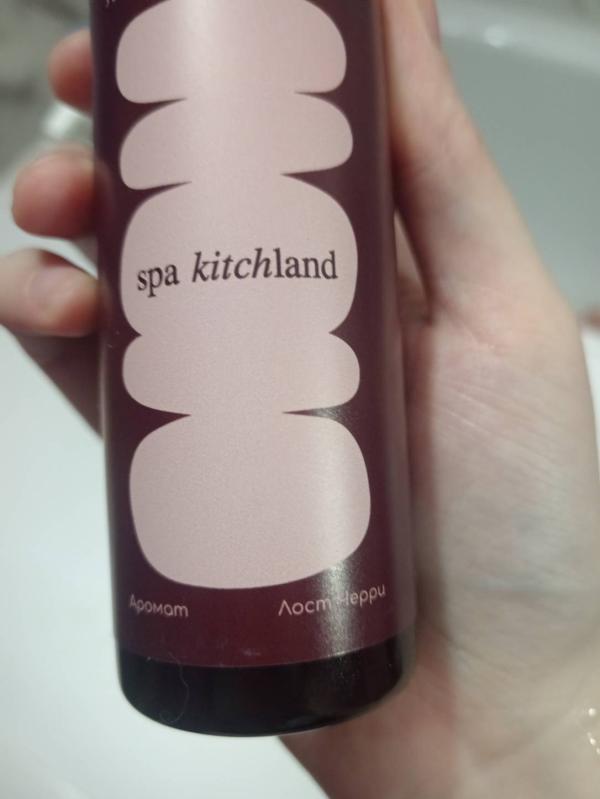 spa kitchland
Аромат
Лост Черри